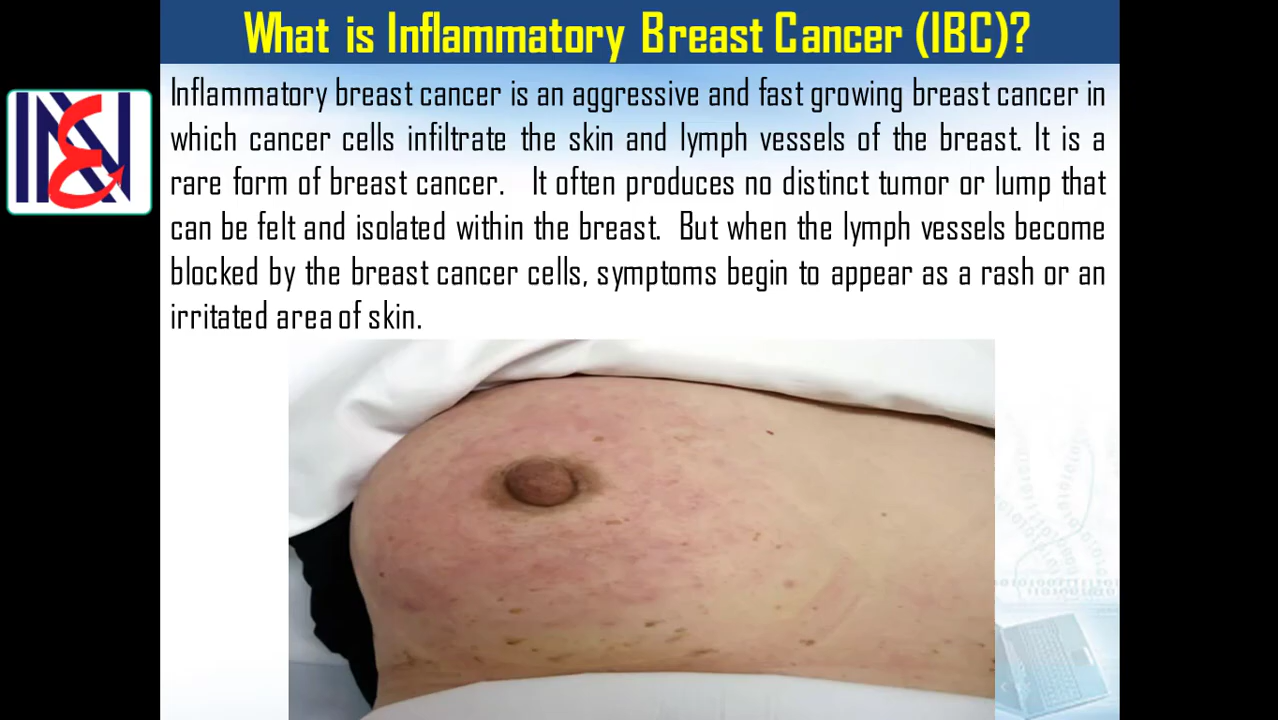 What is Inflammatory Breast Cancer (IBC)?
Inflammatory breast cancer is an aggressive and fast growing breast cancer in
which cancer cells infiltrate the skin and lymph vessels of the breast. It is a
rare form of breast cancer. It often produces no distinct tumor or lump that
can be felt and isolated within the breast. But when the lymph vessels become
blocked by the breast cancer cells, symptoms begin to appear as a rash or an
irritated area of skin.